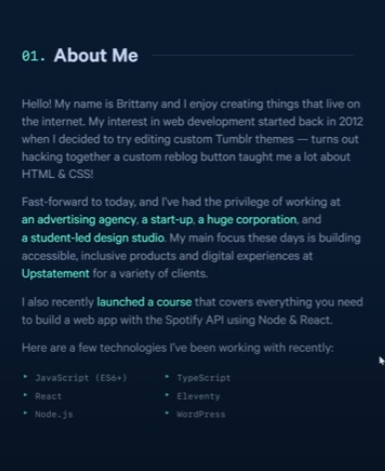 01. About Me
Hello! My name is Brittany and I enjoy creating things that live on
the internet. My interest in web development started back in 2012
when I decided to try editing custom Tumblr themes — turns out
hacking together a custom reblog button taught me a lot about
HTML & CSS!
Fast-forward to today, and I've had the privilege of working at
an advertising agency, a start-up, a huge corporation, and
a student-led design studio. My main focus these days is building
accessible, inclusive products and digital experiences at
Upstatement for a variety of clients.
I also recently launched a course that covers everything you need
to build a web app with the Spotify API using Node & React.
Here are a few technologies I've been working with recently:
▸ JavaScript (ES6+) ▸ TypeScript
▸ React ▸ Eleventy
▸ Node.js ▸ WordPress